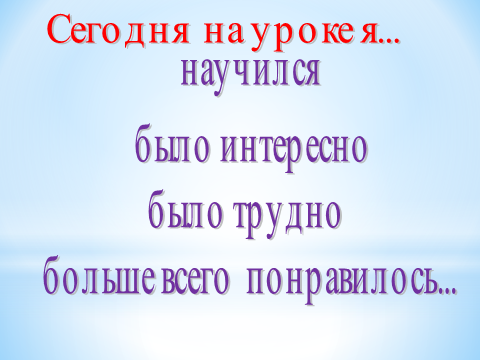 Сегодня на уроке я...
научился
было интересно
было трудно
больше всего понравилось...